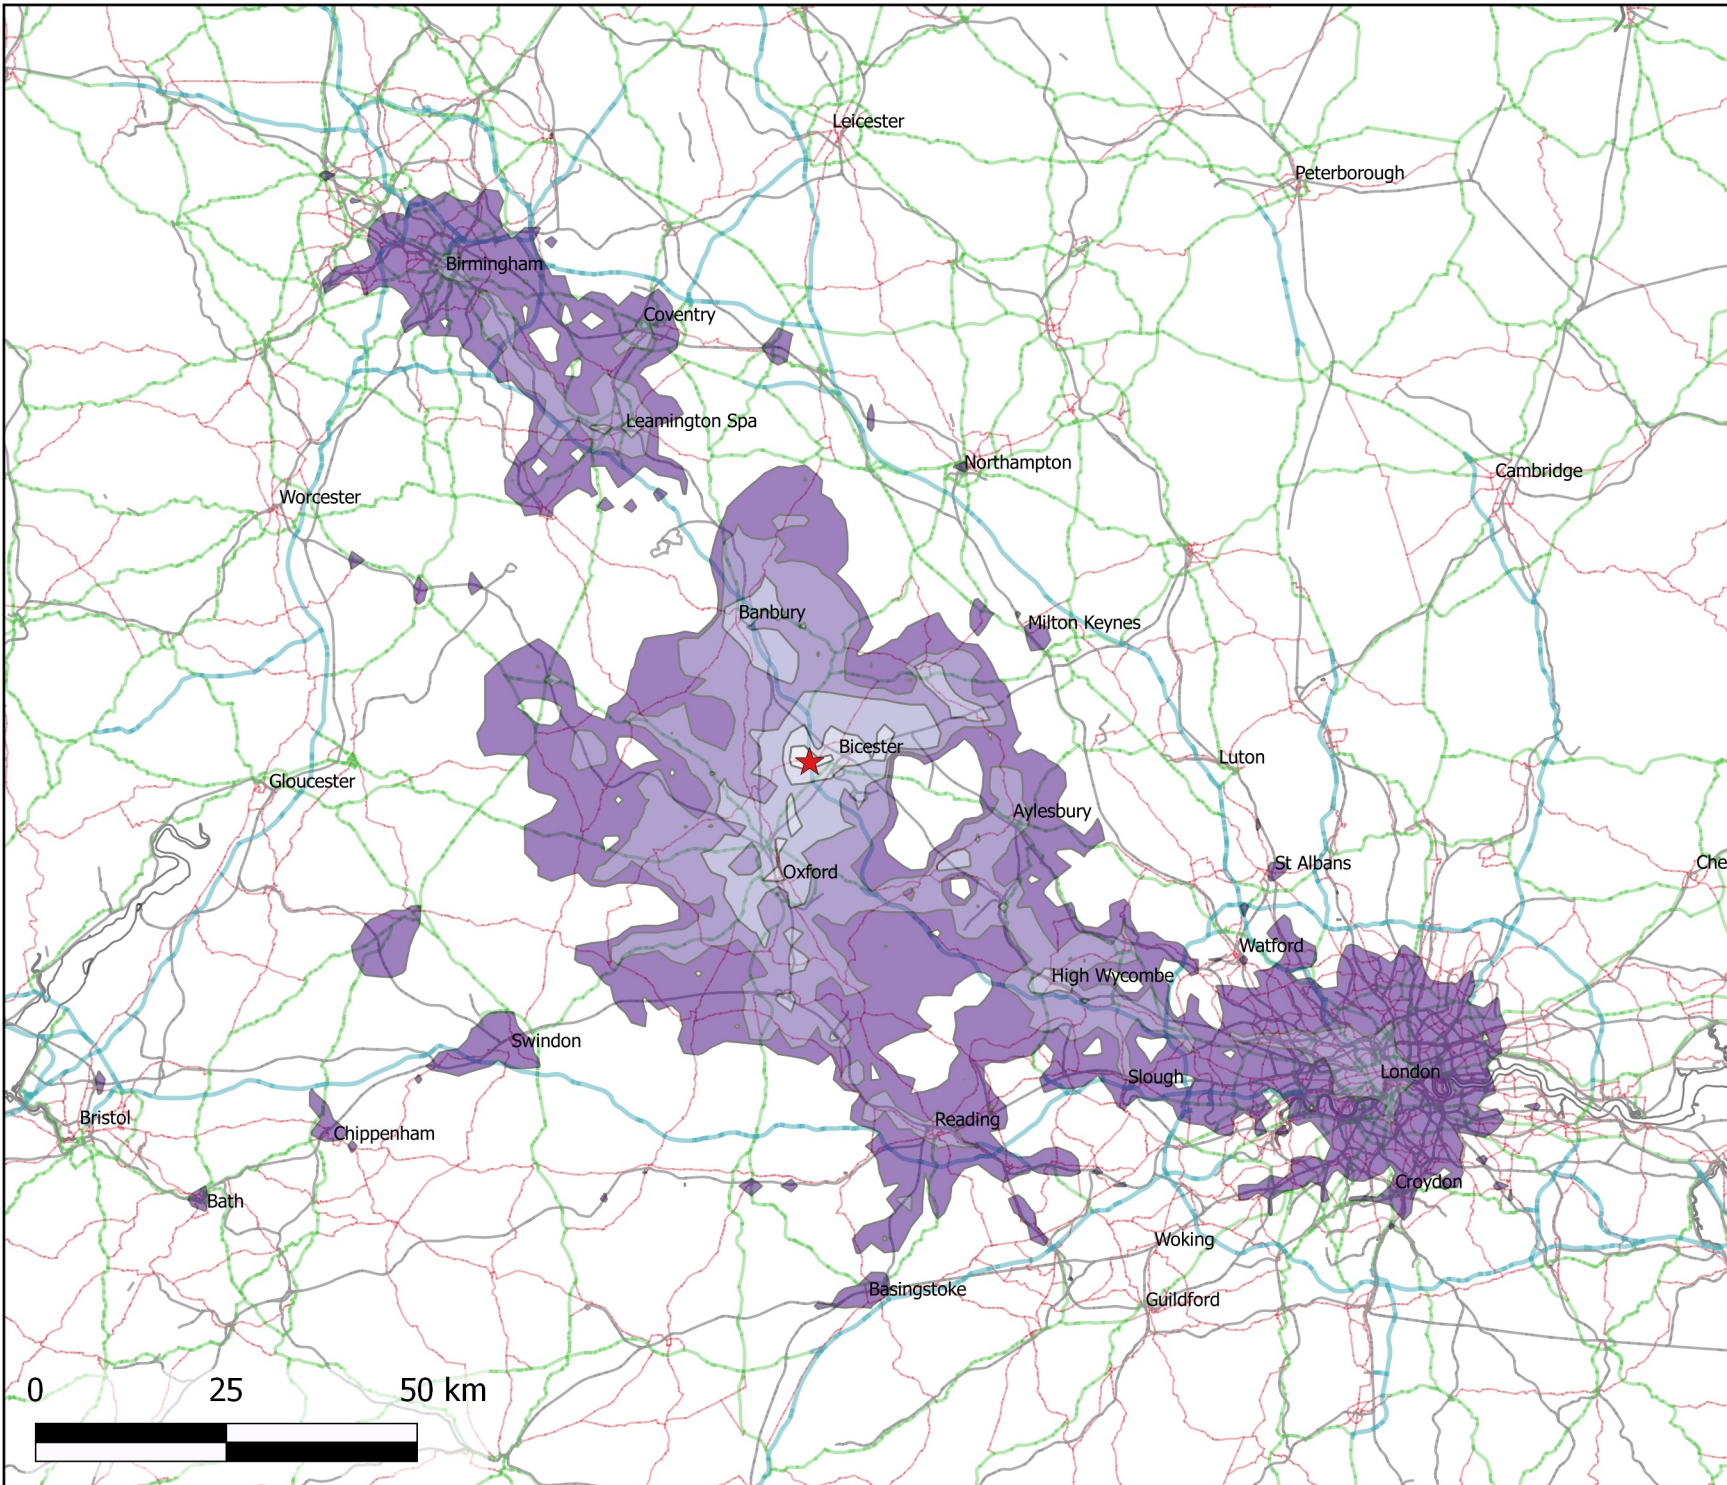 Leicester
Peterborough
Birmingham
Coventry
Leamington Spa
Northampton
Cambridge
Worcester
Banbury
Milton Keynes
Bicester
Luton
Gloucester
Aylesbury
St Albans
Che
Oxford
Watford
High Wycombe
Swindon
London
Slough
Bristol
Reading
Chippenham
Croydon
Bath
Woking
Basingstoke
Guildford
0 25 50 km